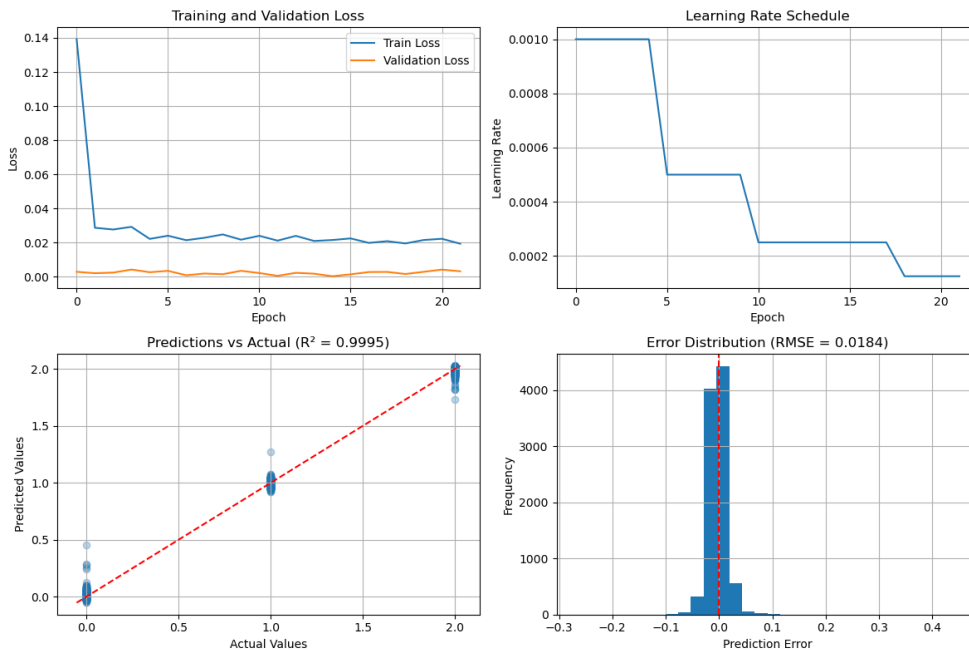 Training and Validation Loss
Loss
0.14
0.12
0.10
0.08
0.06
0.04
0.02
0.00
Train Loss
Validation Loss
0 5 10 15 20
Epoch
Learning Rate Schedule
Learning Rate
0.0010
0.0008
0.0006
0.0004
0.0002
0 5 10 15 20
Epoch
Predictions vs Actual (R² = 0.9995)
Predicted Values
2.0
1.5
1.0
0.5
0.0
0.0 0.5 1.0 1.5 2.0
Actual Values
Error Distribution (RMSE = 0.0184)
Frequency
4000
3000
2000
1000
0
−0.3 −0.2 −0.1 0.0 0.1 0.2 0.3 0.4
Prediction Error